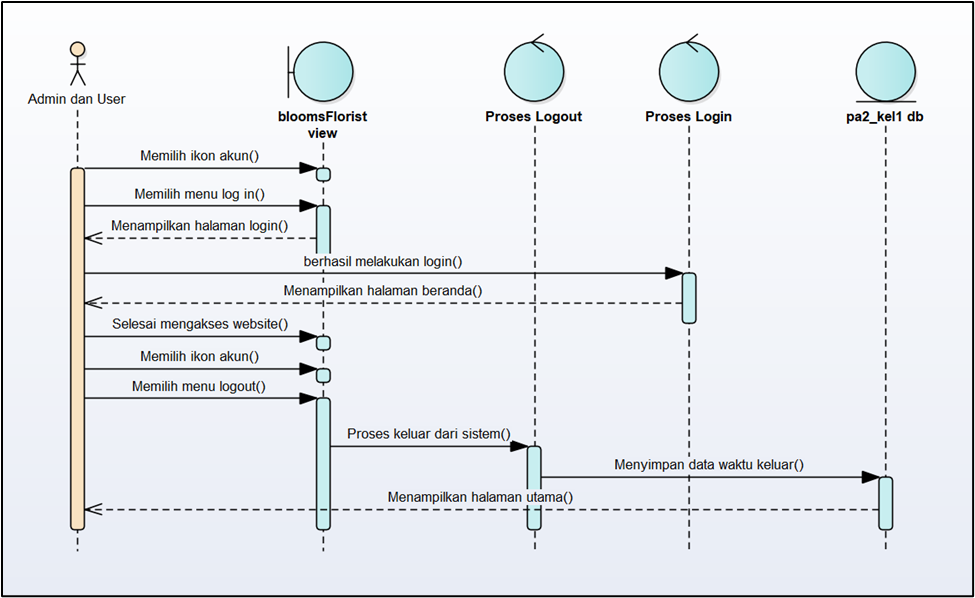 Admin dan User
bloomsFlorist
view
Proses Logout
Proses Login
pa2_kel1 db
Memilih ikon akun()
Memilih menu log in()
Menampilkan halaman login()
berhasil melakukan login()
Menampilkan halaman beranda()
Selesai mengakses website()
Memilih ikon akun()
Memilih menu logout()
Proses keluar dari sistem()
Menyimpan data waktu keluar()
Menampilkan halaman utama()